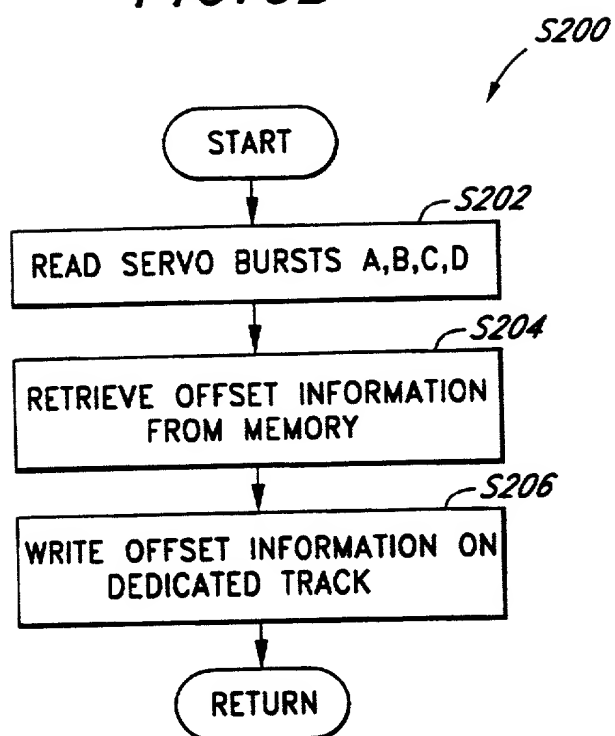 S200
START
S202
READ SERVO BURSTS A,B,C,D
S204
RETRIEVE OFFSET INFORMATION
FROM MEMORY
S206
WRITE OFFSET INFORMATION ON
DEDICATED TRACK
RETURN